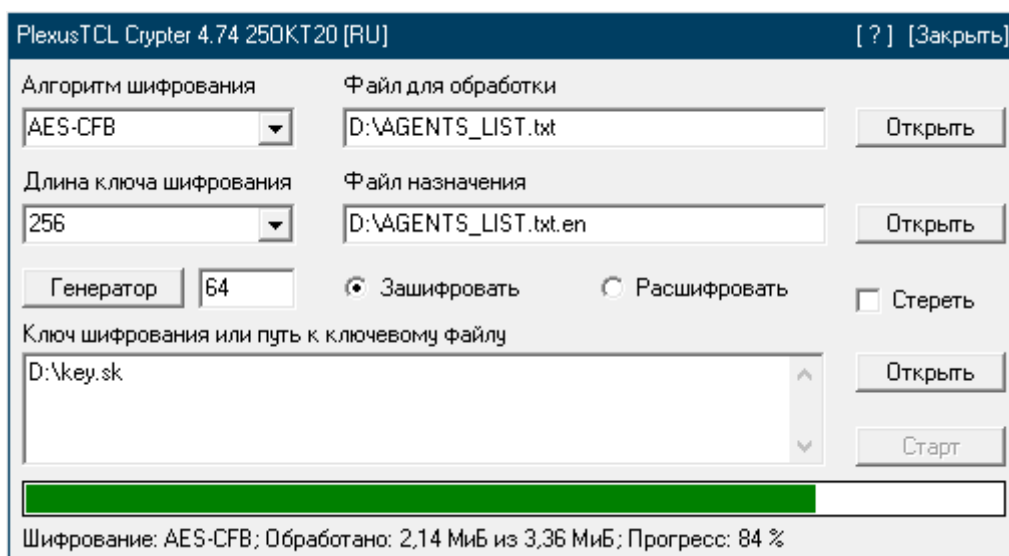 PlexusTCL Crypter 4.74 25OKT20 [RU] [ ? ] [Закрыть]
Алгоритм шифрования Файл для обработки
AES-CFB D:\AGENTS_LIST.txt Открыть
Длина ключа шифрования Файл назначения
256 D:\AGENTS_LIST.txt.en Открыть
Генератор 64 Зашифровать Расшифровать Стереть
Ключ шифрования или путь к ключевому файлу
D:\key.sk Открыть
Старт
Шифрование: AES-CFB; Обработано: 2,14 МиБ из 3,36 МиБ; Прогресс: 84 %